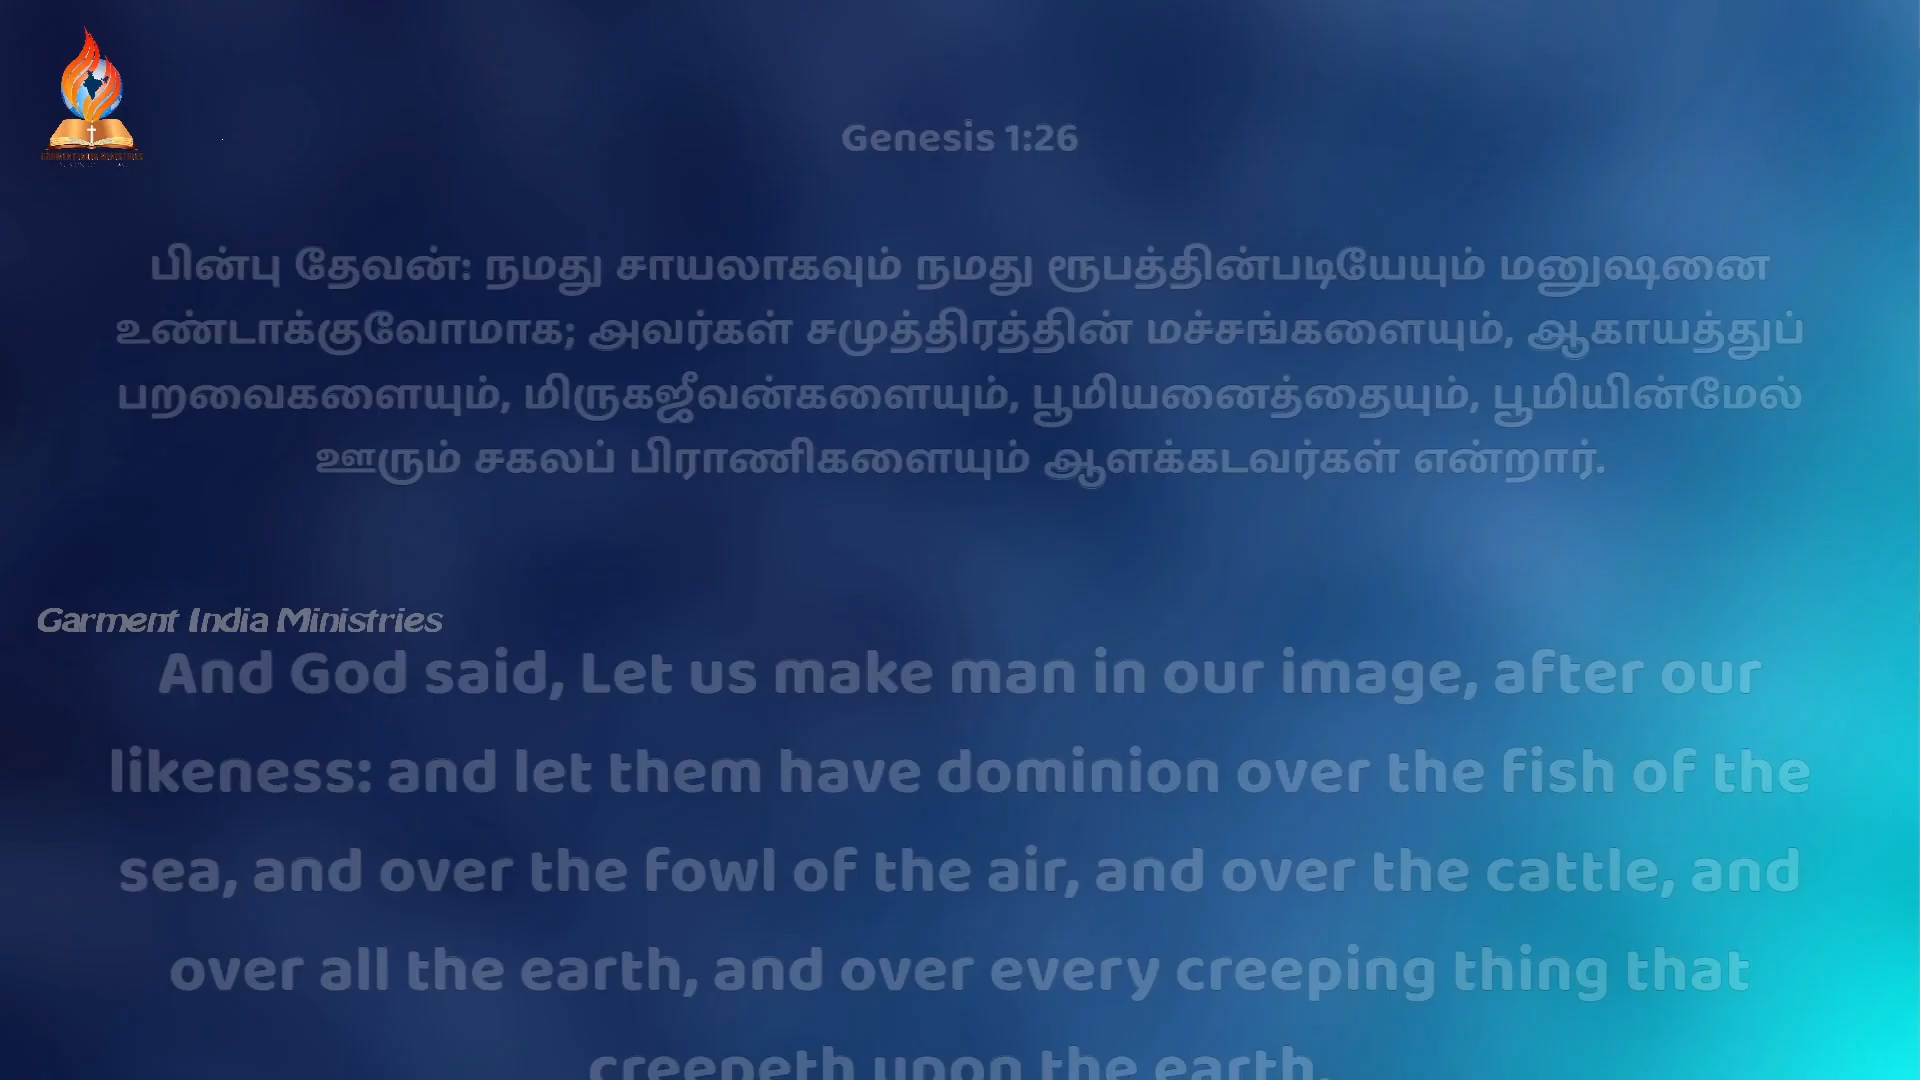 GARMENT INDIA MINISTRIES
Genesis 1:26
பின்பு தேவன்: நமது சாயலாகவும் நமது ரூபத்தின்படியேயும் மனுஷனை
உண்டாக்குவோமாக; அவர்கள் சமுத்திரத்தின் மச்சங்களையும், ஆகாயத்துப்
பறவைகளையும், மிருகஜீவன்களையும், பூமியனைத்தையும், பூமியின்மேல்
ஊரும் சகலப் பிராணிகளையும் ஆளக்கடவர்கள் என்றார்.
Garment India Ministries
And God said, Let us make man in our image, after our
likeness: and let them have dominion over the fish of the
sea, and over the fowl of the air, and over the cattle, and
over all the earth, and over every creeping thing that
creepeth upon the earth.